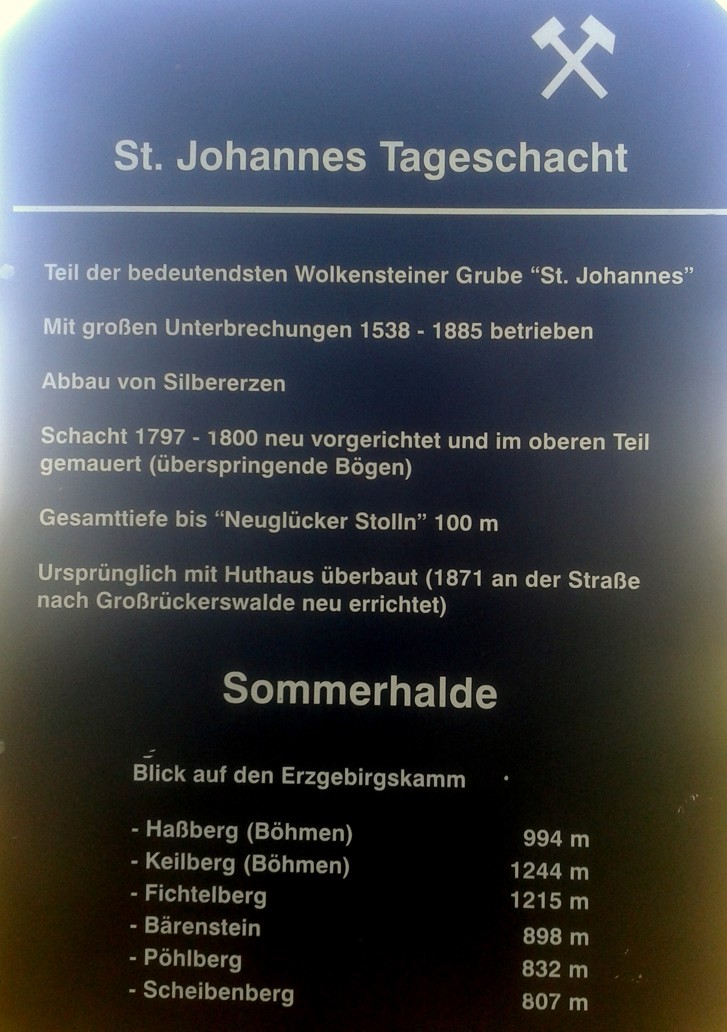 St. Johannes Tageschacht
Teil der bedeutendsten Wolkensteiner Grube “St. Johannes”
Mit großen Unterbrechungen 1538 - 1885 betrieben
Abbau von Silbererzen
Schacht 1797 - 1800 neu vorgerichtet und im oberen Teil
gemauert (überspringende Bögen)
Gesamttiefe bis “Neuglücker Stolln” 100 m
Ursprünglich mit Huthaus überbaut (1871 an der Straße
nach Großrückerswalde neu errichtet)
Sommerhalde
Blick auf den Erzgebirgskamm
- Haßberg (Böhmen) 994 m
- Keilberg (Böhmen) 1244 m
- Fichtelberg 1215 m
- Bärenstein 898 m
- Pöhlberg 832 m
- Scheibenberg 807 m